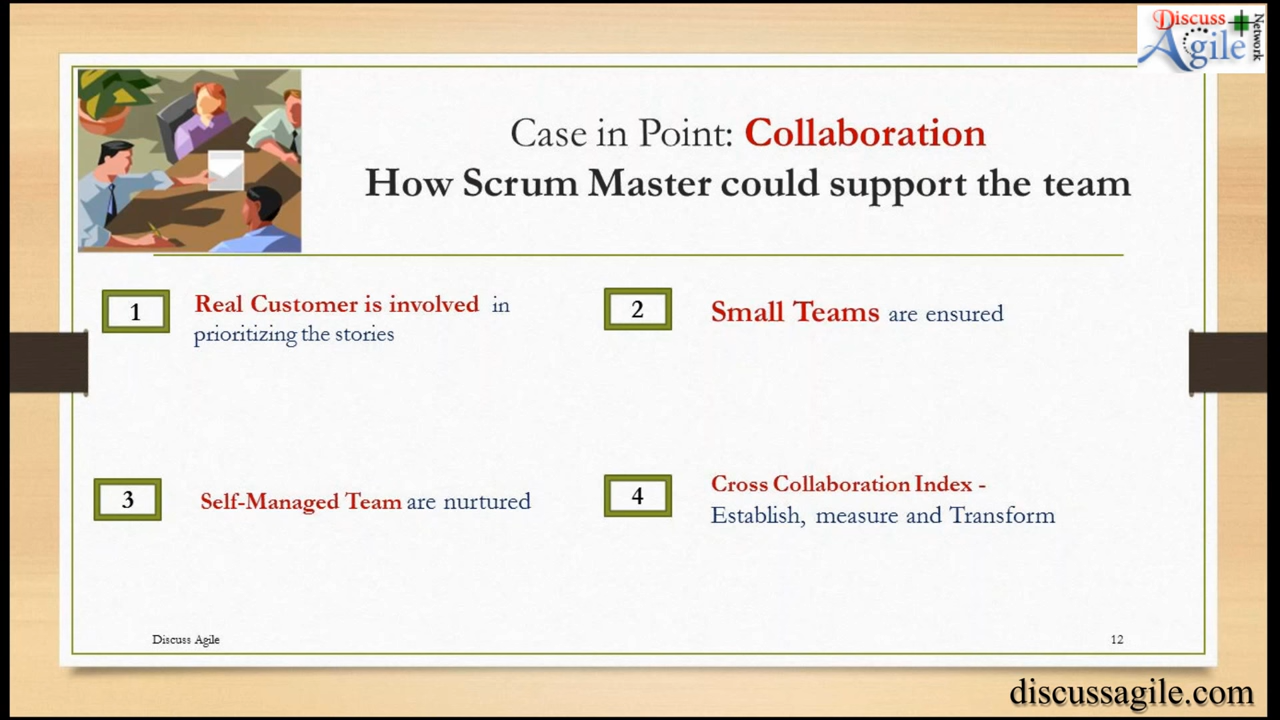 Discuss
Agile
Network
Case in Point: Collaboration
How Scrum Master could support the team
1
Real Customer is involved in
prioritizing the stories
2
Small Teams are ensured
3
Self-Managed Team are nurtured
4
Cross Collaboration Index -
Establish, measure and Transform
Discuss Agile
12
discussagile.com